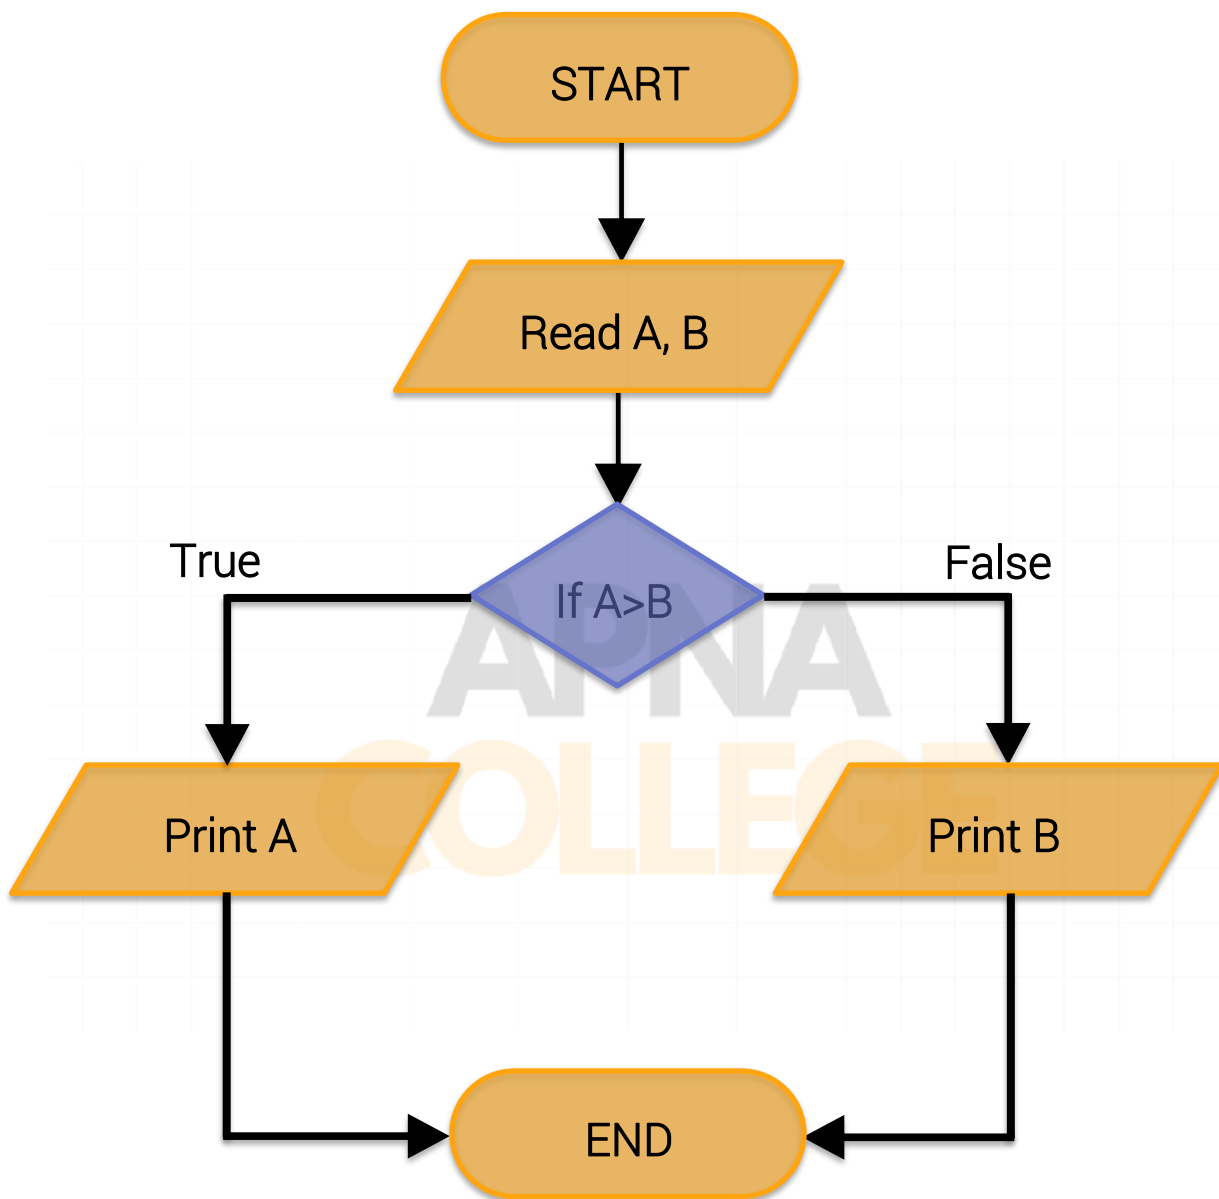 START
Read A, B
True
If A>B
False
APNA
COLLEGE
Print A
Print B
END